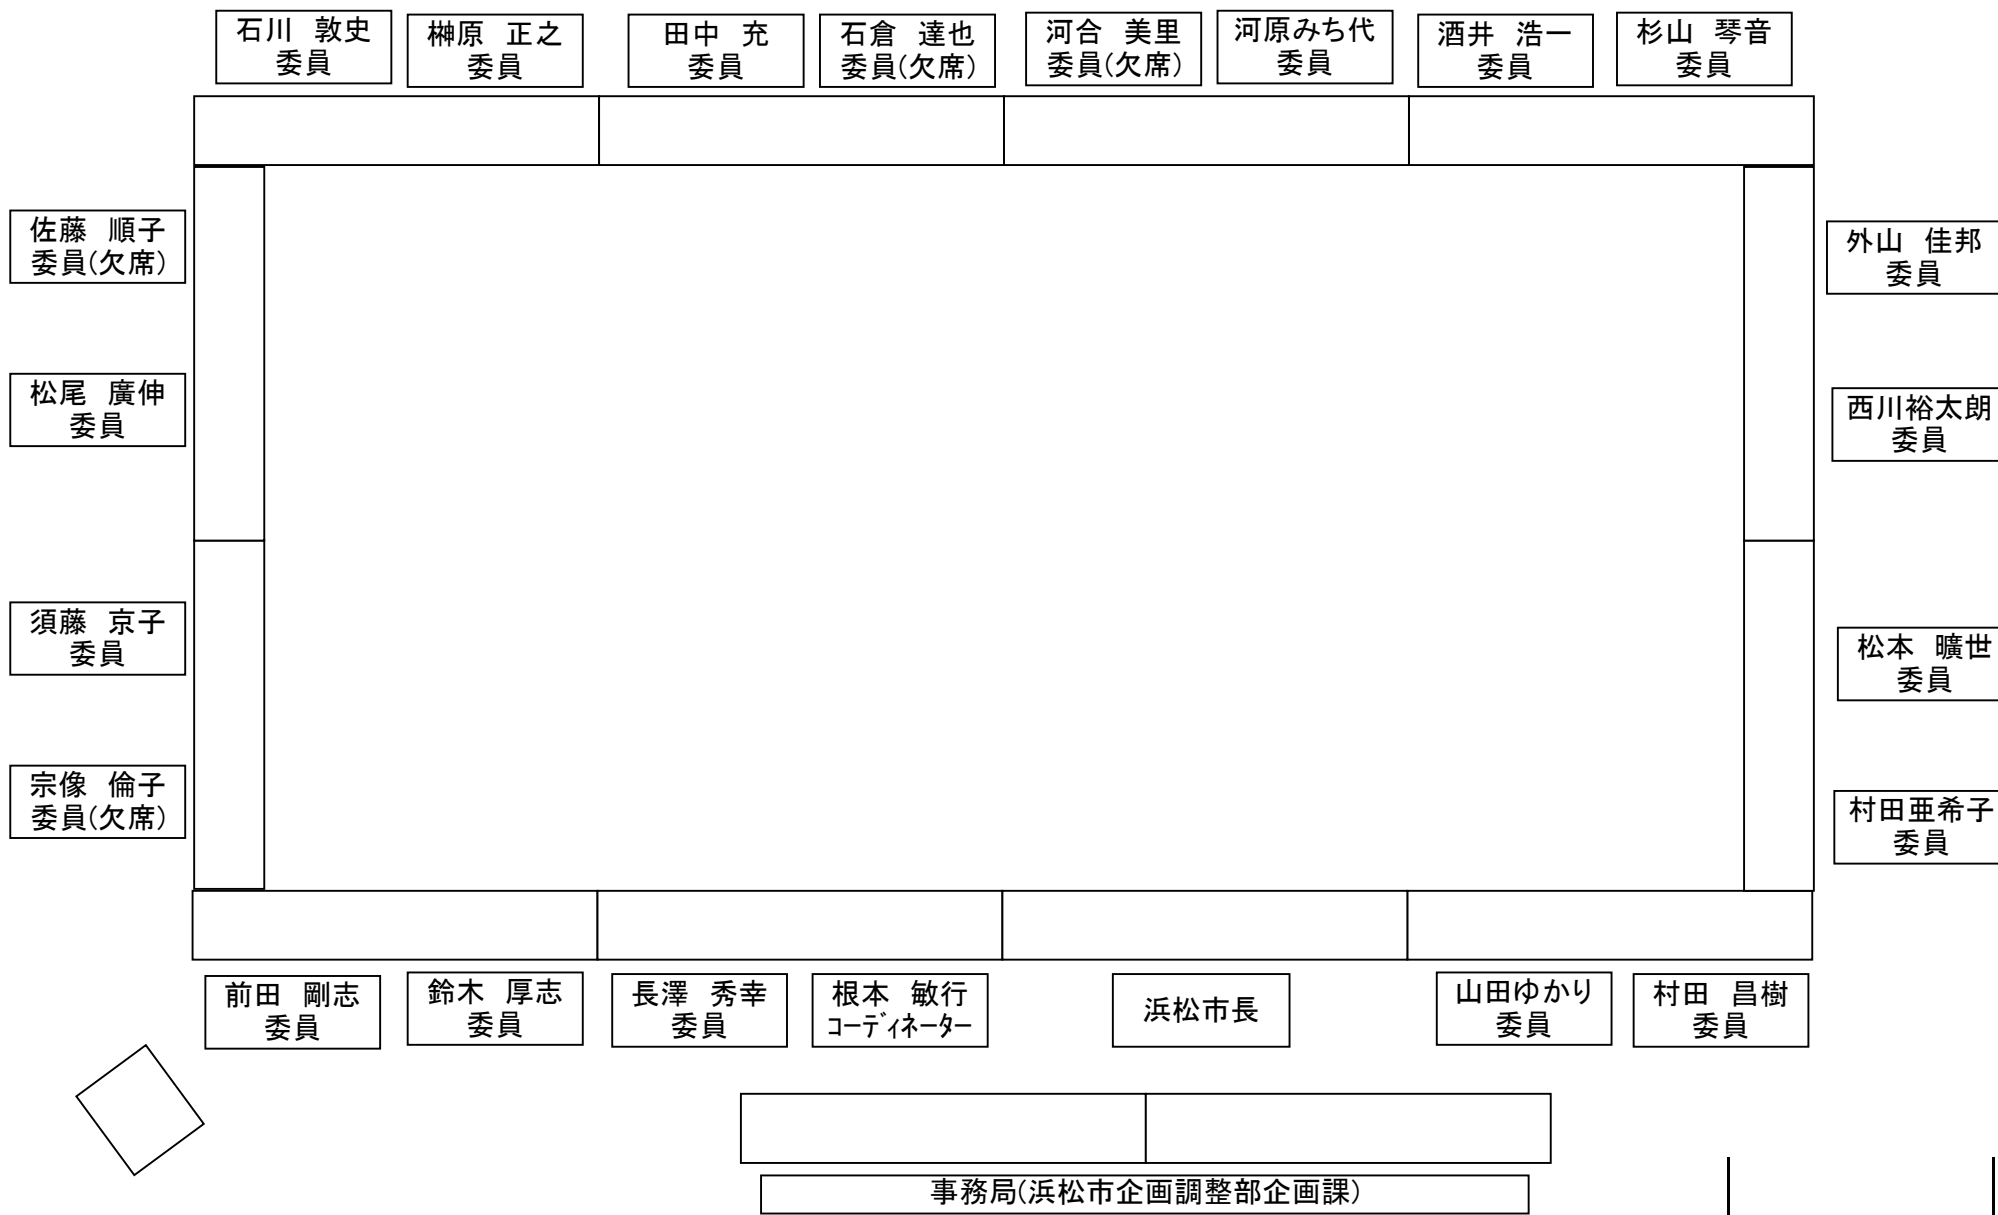 石川　敦史
委員
榊原　正之
委員
田中　充
委員
石倉　達也
委員(欠席)
河合　美里
委員(欠席)
河原みち代
委員
酒井　浩一
委員
杉山　琴音
委員
佐藤　順子
委員(欠席)
外山　佳邦
委員
松尾　廣伸
委員
西川裕太朗
委員
須藤　京子
委員
松本　曠世
委員
宗像　倫子
委員(欠席)
村田亜希子
委員
前田　剛志
委員
鈴木　厚志
委員
長澤　秀幸
委員
根本　敏行
ｺｰﾃﾞｨﾈｰﾀｰ
浜松市長
山田ゆかり
委員
村田　昌樹
委員
事務局(浜松市企画調整部企画課)